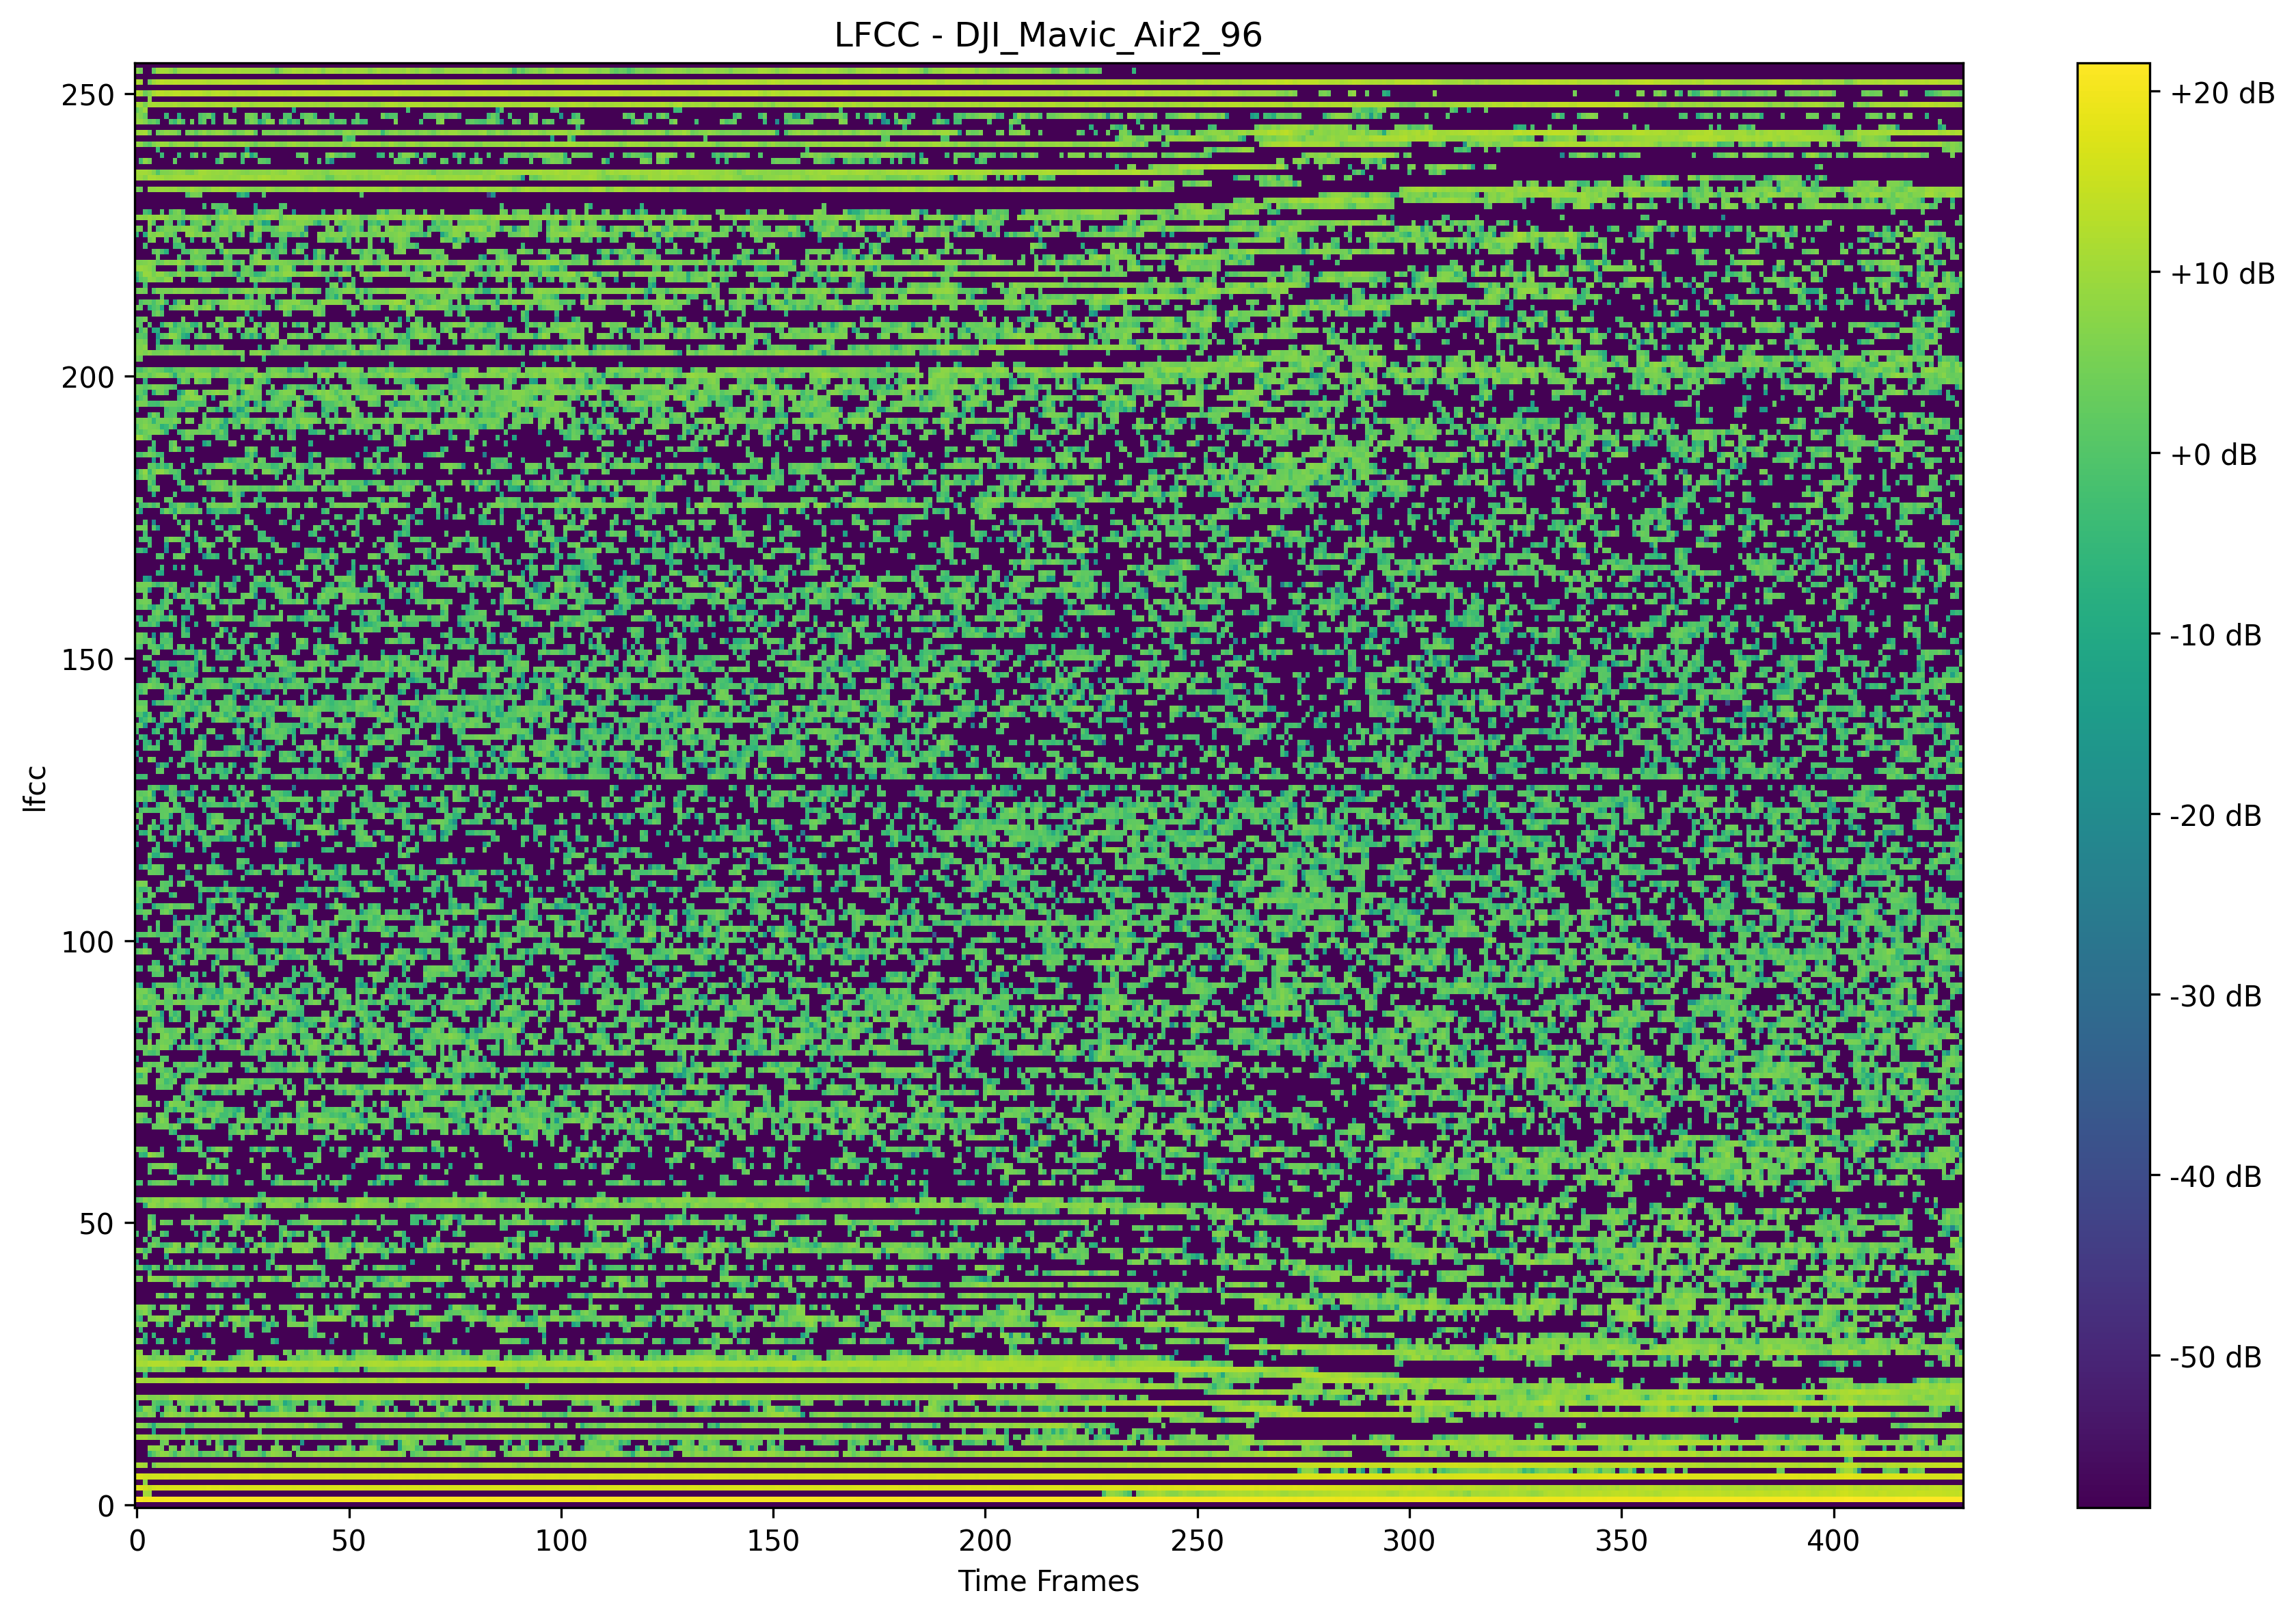 LFCC - DJI_Mavic_Air2_96
250
200
150
100
50
0
lfcc
0 50 100 150 200 250 300 350 400
Time Frames
+20 dB
+10 dB
+0 dB
-10 dB
-20 dB
-30 dB
-40 dB
-50 dB